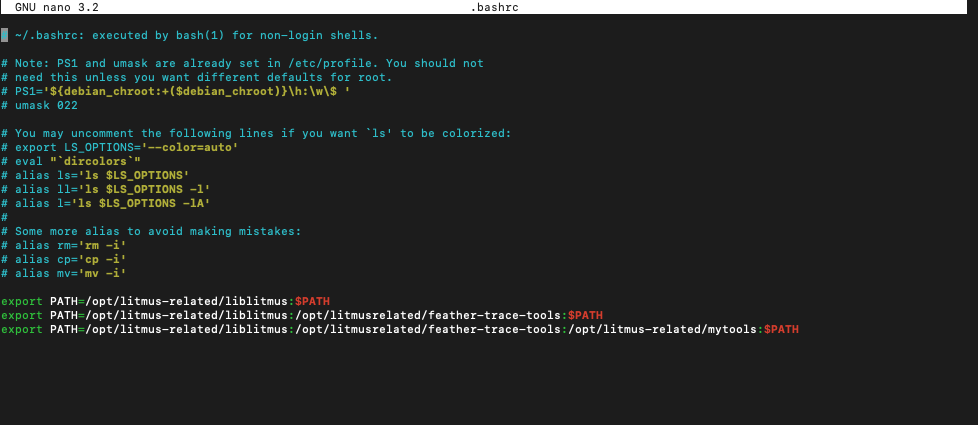 GNU nano 3.2 .bashrc
# ~/.bashrc: executed by bash(1) for non-login shells.
# Note: PS1 and umask are already set in /etc/profile. You should not
# need this unless you want different defaults for root.
# PS1='${debian_chroot:+($debian_chroot)}\h:\w\$ '
# umask 022
# You may uncomment the following lines if you want `ls' to be colorized:
# export LS_OPTIONS='--color=auto'
# eval "`dircolors`"
# alias ls='ls $LS_OPTIONS'
# alias ll='ls $LS_OPTIONS -l'
# alias l='ls $LS_OPTIONS -lA'
#
# Some more alias to avoid making mistakes:
# alias rm='rm -i'
# alias cp='cp -i'
# alias mv='mv -i'
export PATH=/opt/litmus-related/liblitmus:$PATH
export PATH=/opt/litmus-related/liblitmus:/opt/litmusrelated/feather-trace-tools:$PATH
export PATH=/opt/litmus-related/liblitmus:/opt/litmusrelated/feather-trace-tools:/opt/litmus-related/mytools:$PATH